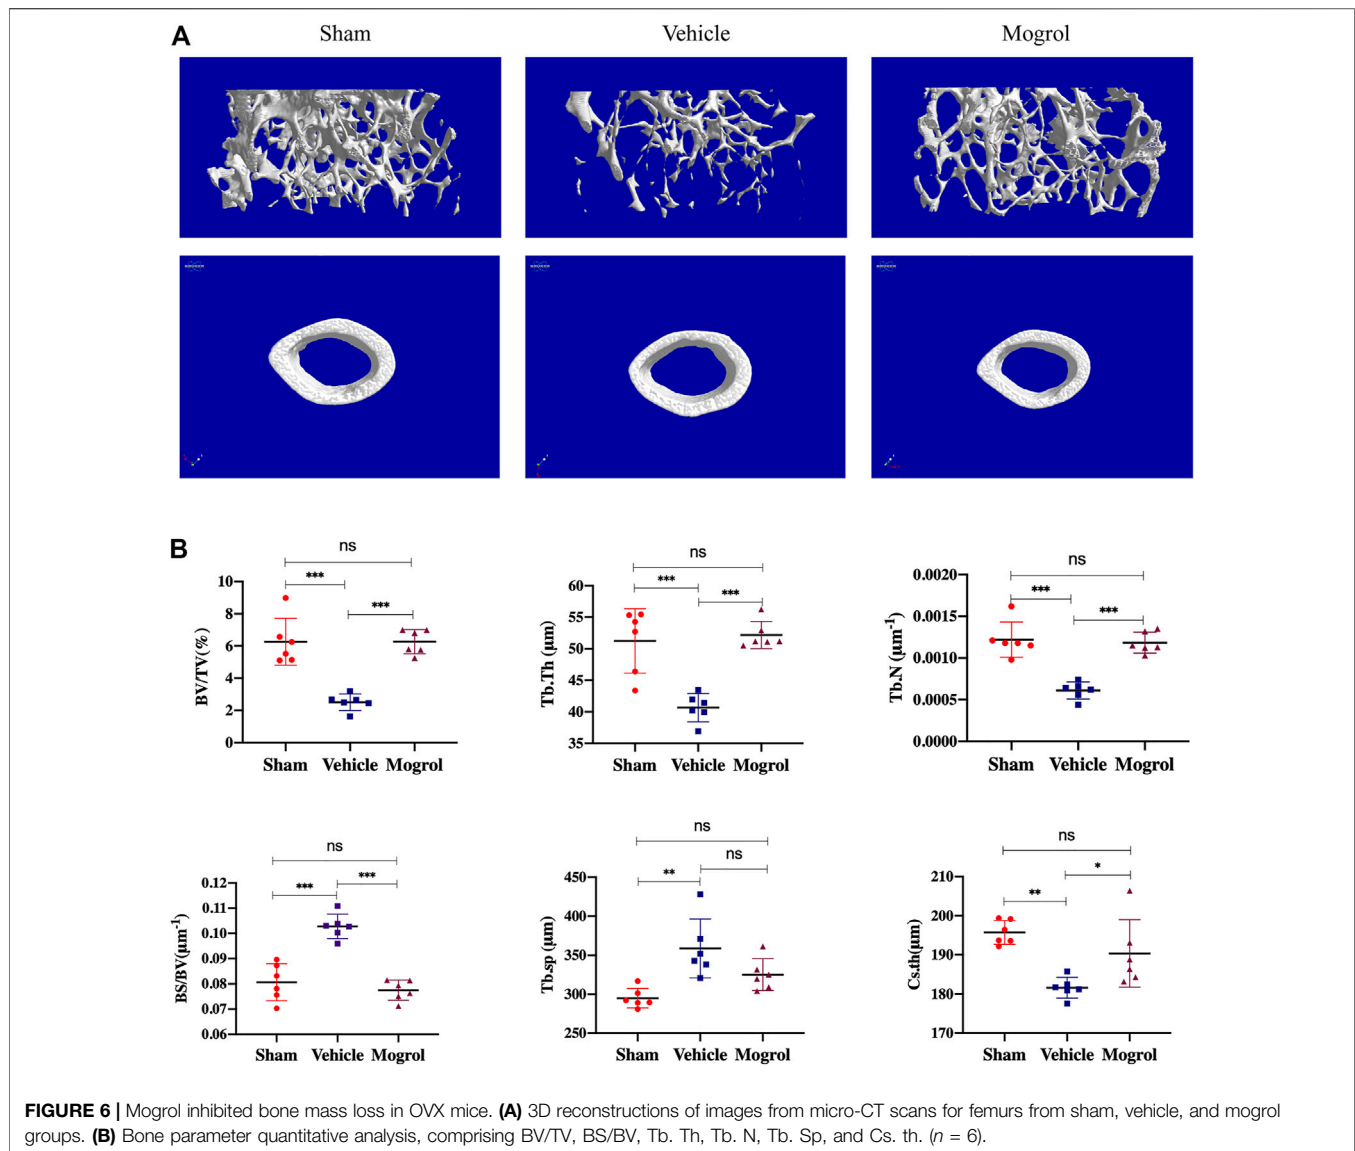 A
Sham Vehicle Mogrol
B
ns
*** ***
BV/TV(%)
10
8
6
4
2
0
Sham Vehicle Mogrol
ns
*** ***
Tb.Th (µm)
60
55
50
45
40
35
Sham Vehicle Mogrol
ns
*** ***
Tb.N (µm⁻¹)
0.0020
0.0015
0.0010
0.0005
0.0000
Sham Vehicle Mogrol
ns
*** ***
BS/BV(µm⁻¹)
0.12
0.11
0.10
0.09
0.08
0.07
0.06
Sham Vehicle Mogrol
ns
** ns
Tb.sp (µm)
450
400
350
300
250
Sham Vehicle Mogrol
ns
** *
Cs.th(µm)
210
200
190
180
170
Sham Vehicle Mogrol
FIGURE 6 | Mogrol inhibited bone mass loss in OVX mice. (A) 3D reconstructions of images from micro-CT scans for femurs from sham, vehicle, and mogrol
groups. (B) Bone parameter quantitative analysis, comprising BV/TV, BS/BV, Tb. Th, Tb. N, Tb. Sp, and Cs. th. (n = 6).